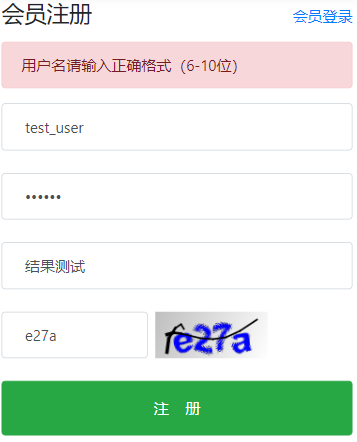 会员注册
会员登录
用户名请输入正确格式（6-10位）
test_user
••••••
结果测试
e27a
fe27a
注 册